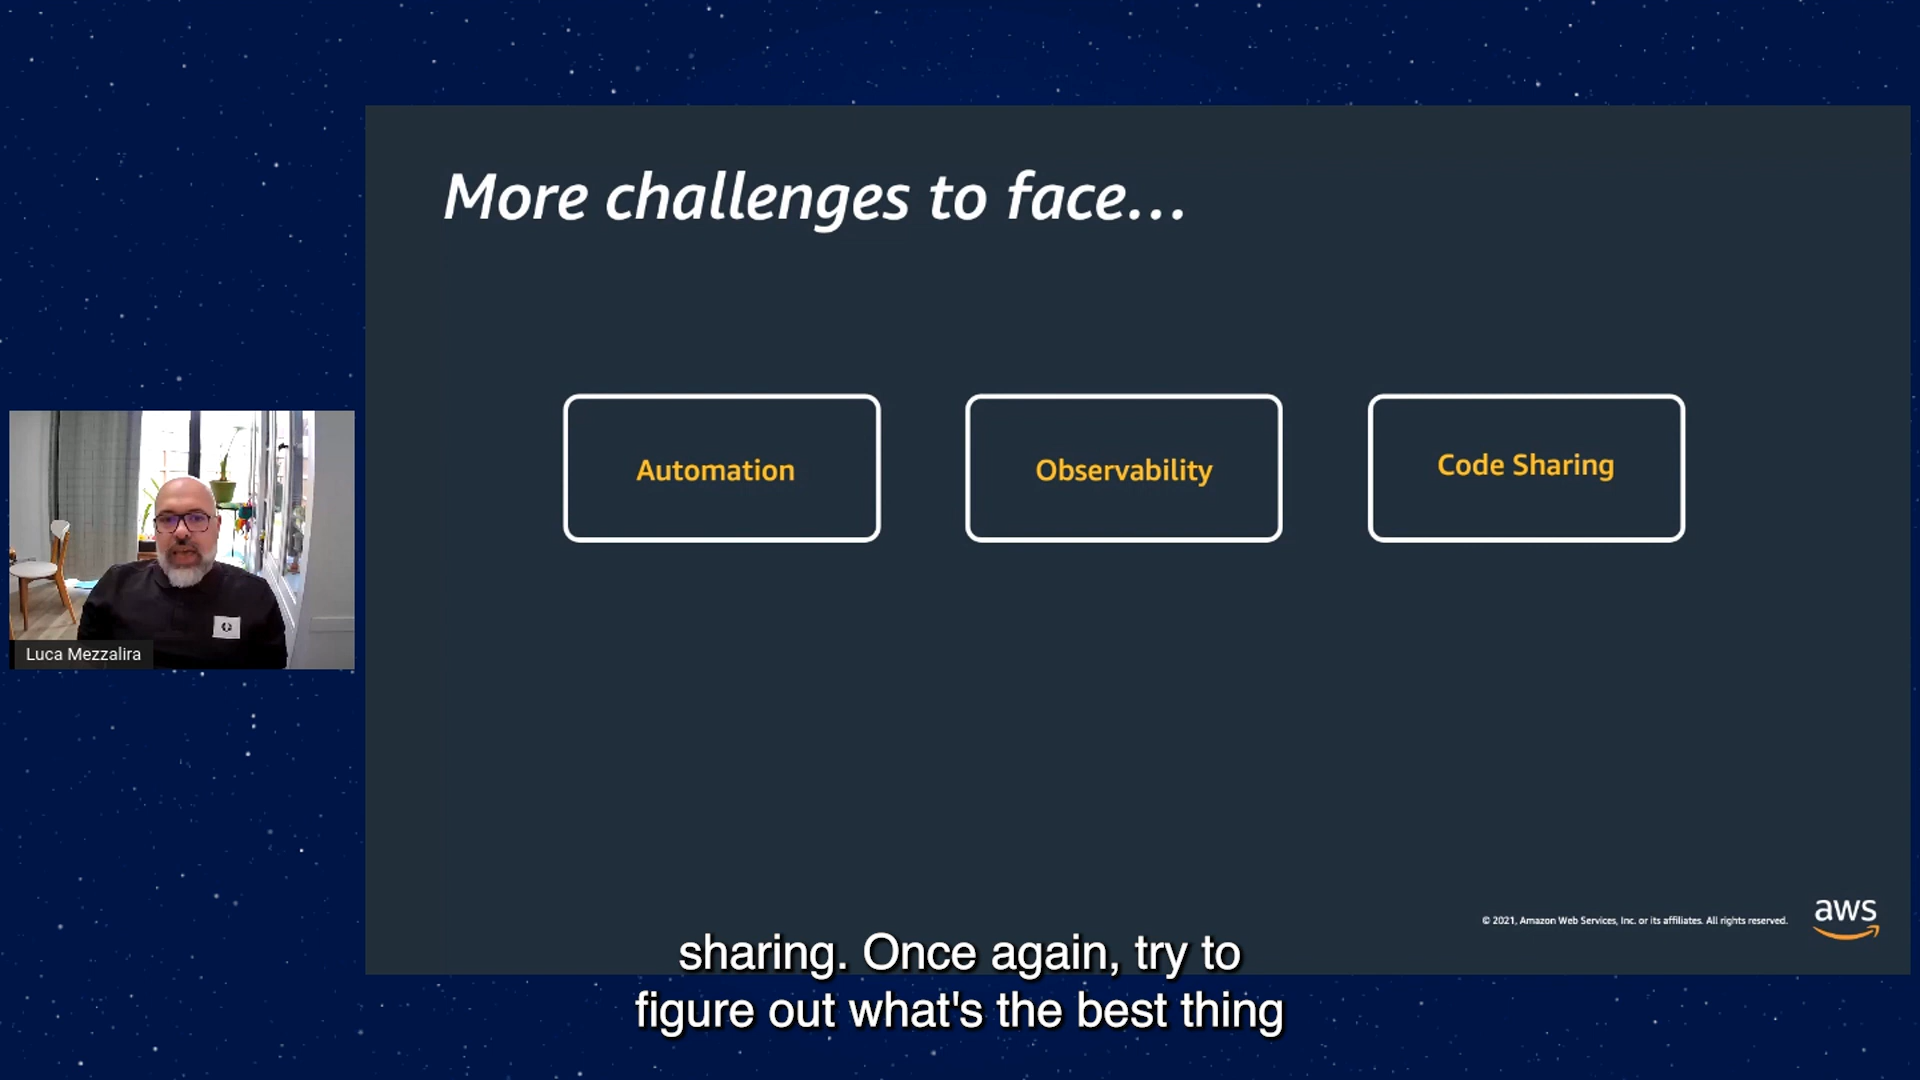 More challenges to face...
Automation
Observability
Code Sharing
Luca Mezzalira
© 2021, Amazon Web Services, Inc. or its affiliates. All rights reserved.
aws
sharing. Once again, try to
figure out what's the best thing